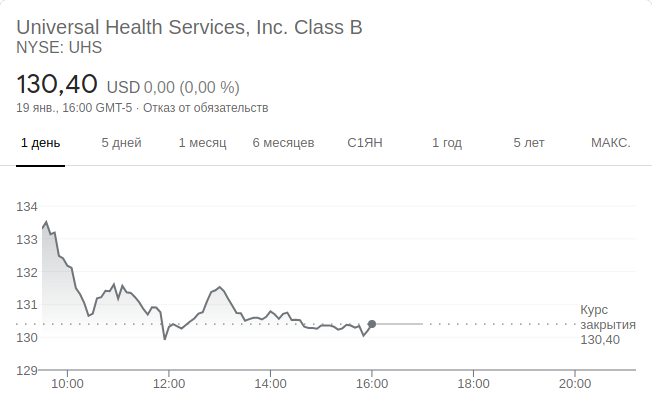 Universal Health Services, Inc. Class B
NYSE: UHS
130,40 USD 0,00 (0,00 %)
19 янв., 16:00 GMT-5 · Отказ от обязательств
1 день 5 дней 1 месяц 6 месяцев С1ЯН 1 год 5 лет МАКС.
134
133
132
131
130
129
Курс
закрытия
130,40
10:00 12:00 14:00 16:00 18:00 20:00